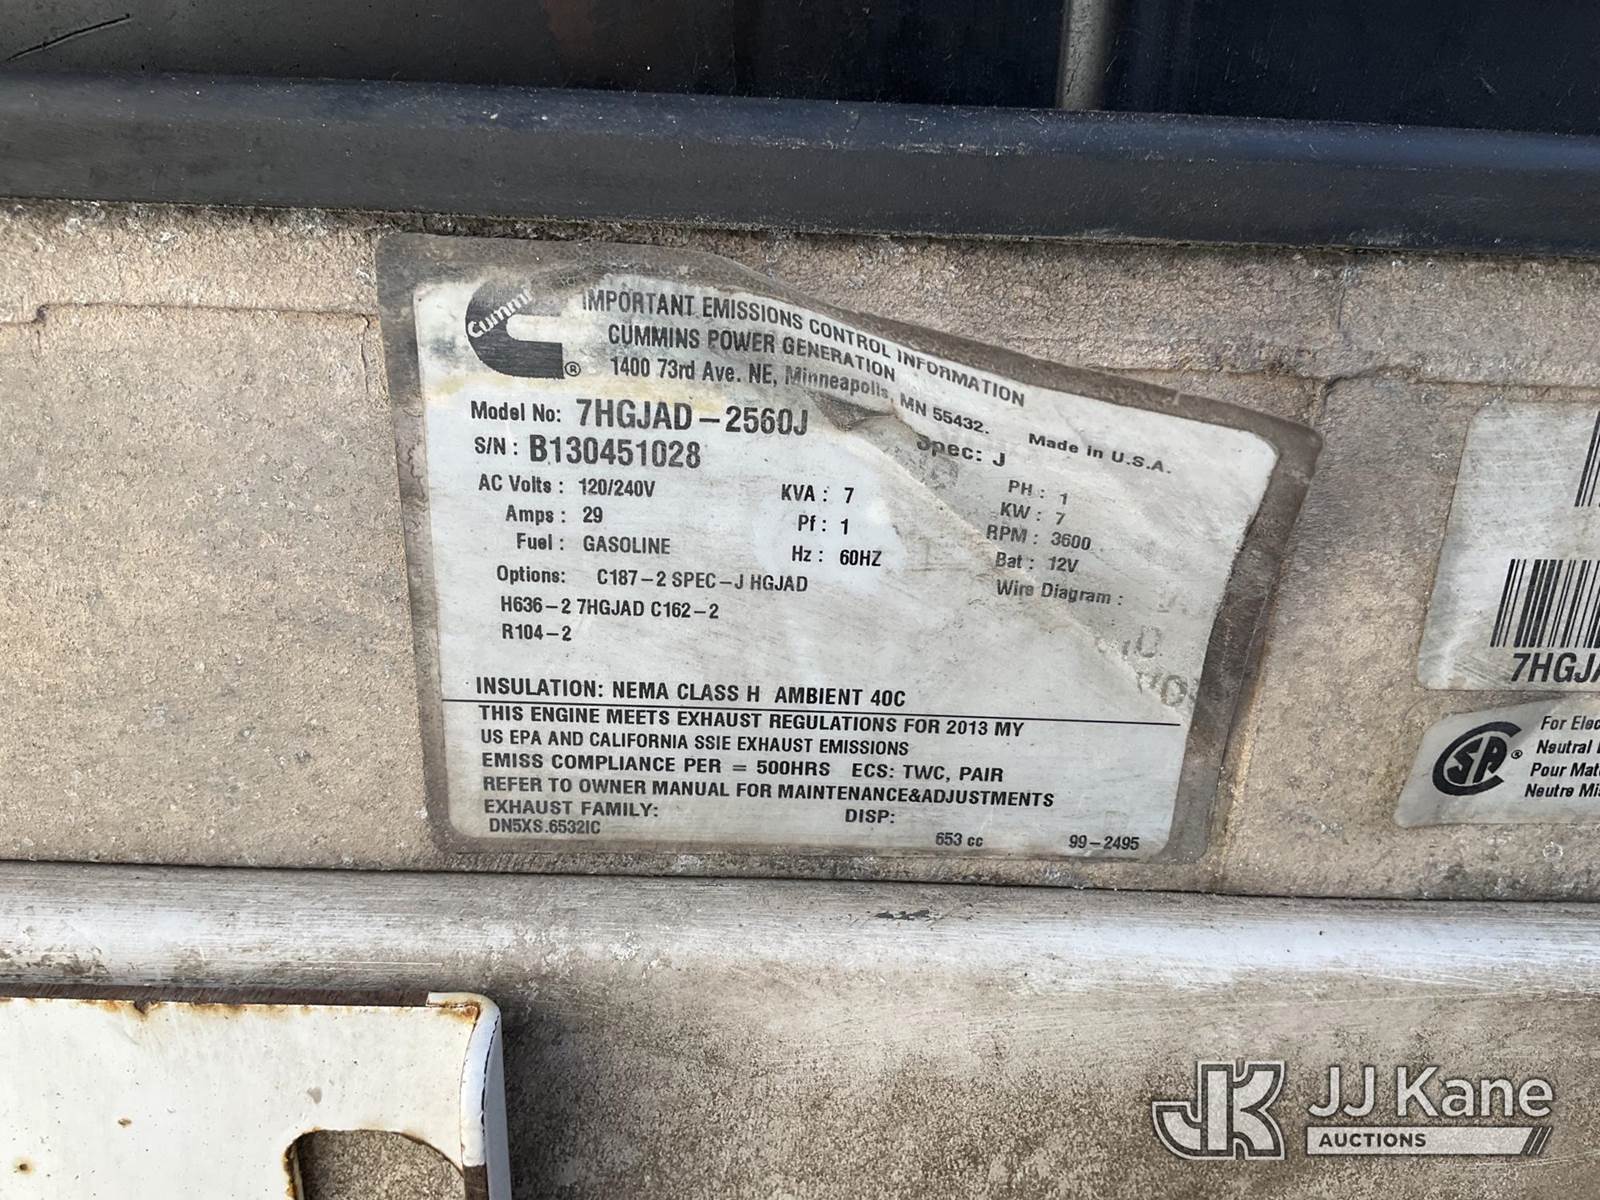 IMPORTANT EMISSIONS CONTROL INFORMATION
CUMMINS POWER GENERATION
1400 73rd Ave. NE, Minneapolis, MN 55432.
Made in U.S.A.
Model No: 7HGJAD-2560J
Spec: J
S/N: B130451028
AC Volts: 120/240V KVA: 7 PH: 1
Amps: 29 Pf: 1 KW: 7
Fuel: GASOLINE Hz: 60HZ RPM: 3600
Bat: 12V
Options: C187-2 SPEC-J HGJAD
Wire Diagram:
H636-2 7HGJAD C162-2
R104-2
INSULATION: NEMA CLASS H AMBIENT 40C
THIS ENGINE MEETS EXHAUST REGULATIONS FOR 2013 MY
US EPA AND CALIFORNIA SSIE EXHAUST EMISSIONS
EMISS COMPLIANCE PER = 500HRS ECS: TWC, PAIR
REFER TO OWNER MANUAL FOR MAINTENANCE&ADJUSTMENTS
EXHAUST FAMILY: DISP:
DN5XS.6532IC 653 cc 99-2495
7HGJA
For Elec
Neutral
Pour Mat
Neutre Mi
JJ Kane
AUCTIONS